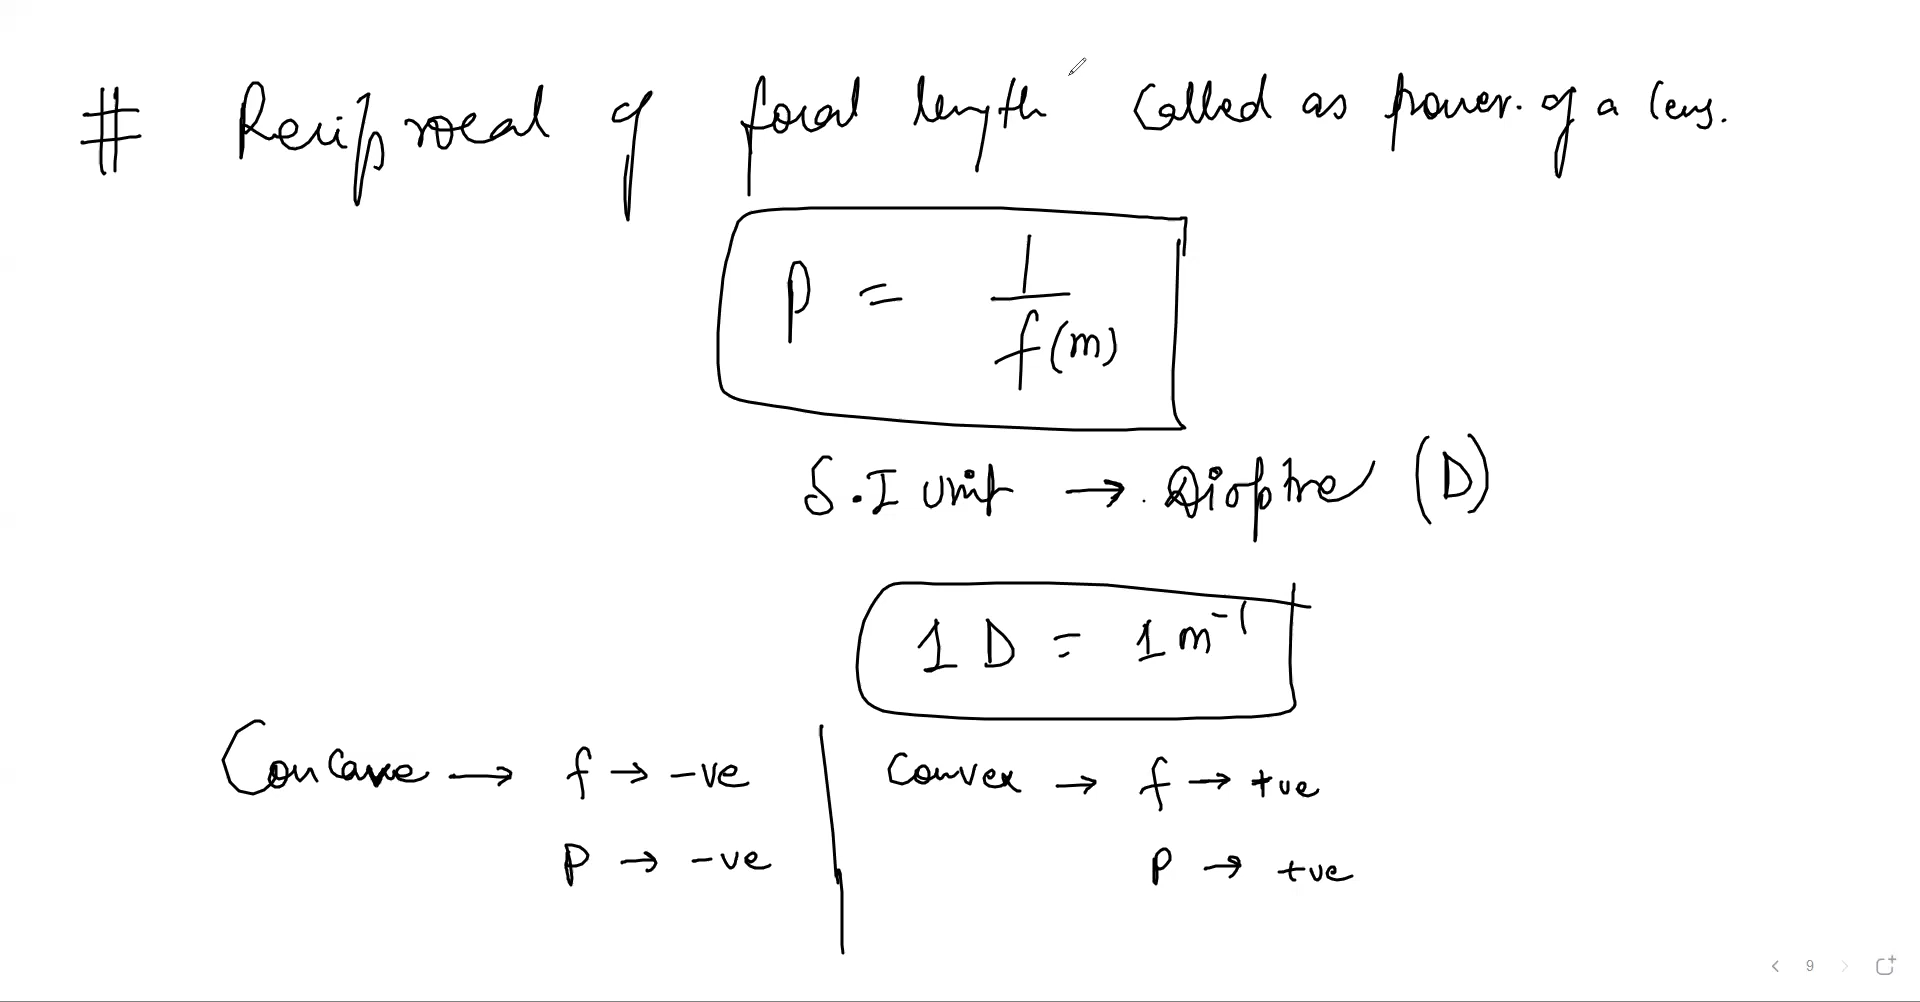 # Reciprocal of focal length called as power. of a lens.
P = 1/f(m)
S.I unit → Dioptre (D)
1 D = 1 m⁻¹
Concave → f → -ve
P → -ve
Convex → f → +ve
P → +ve
9